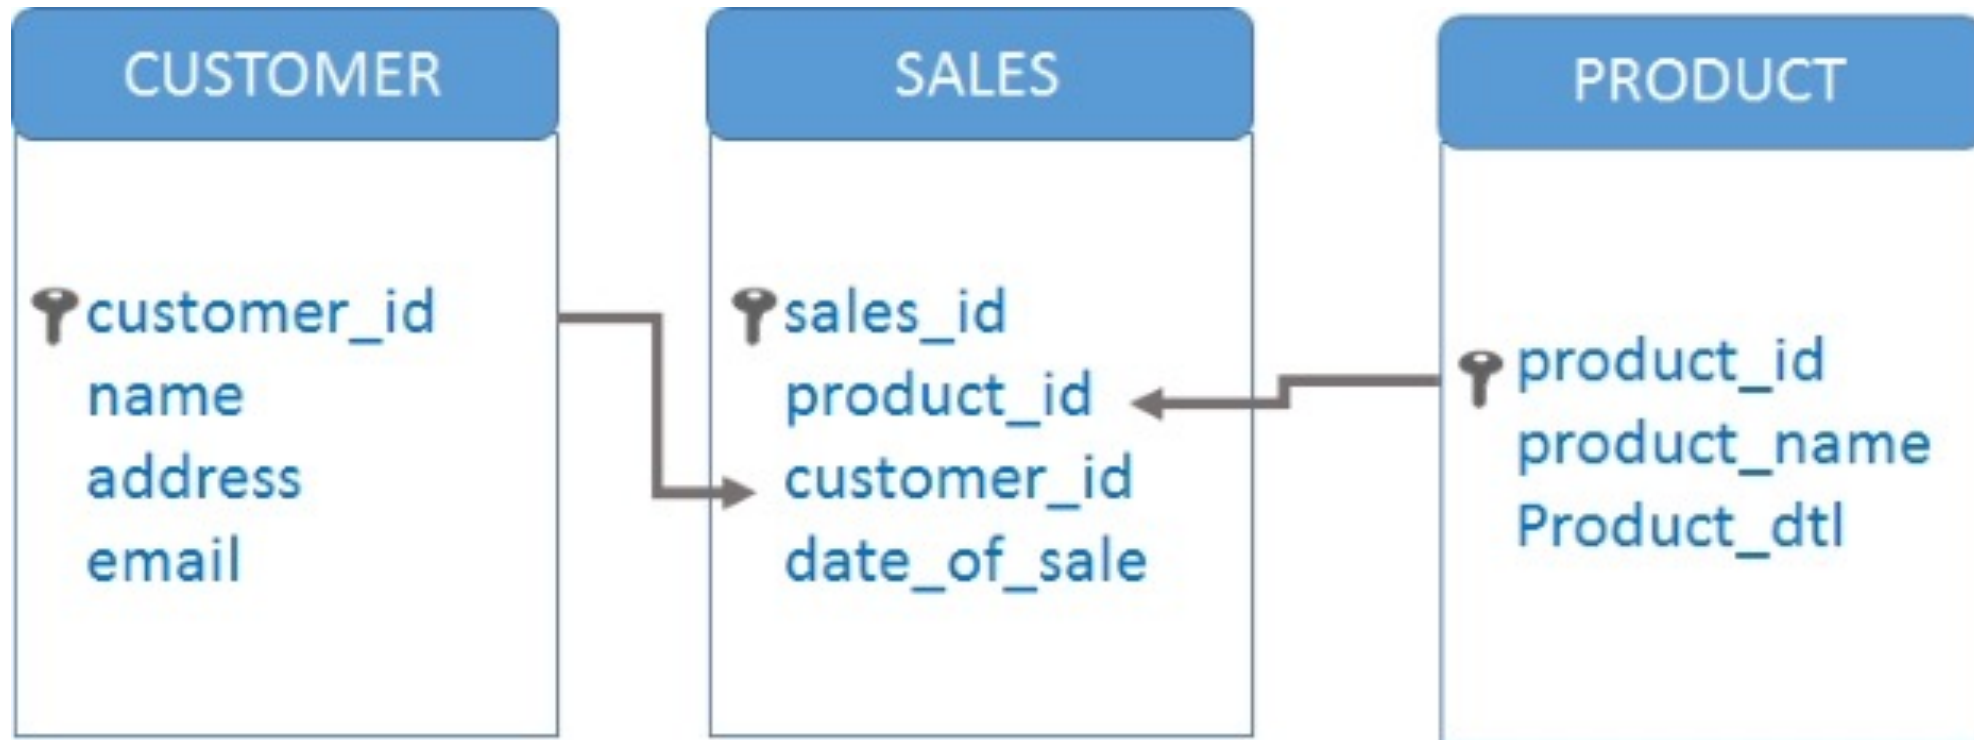 CUSTOMER
customer_id
name
address
email
SALES
sales_id
product_id
customer_id
date_of_sale
PRODUCT
product_id
product_name
Product_dtl